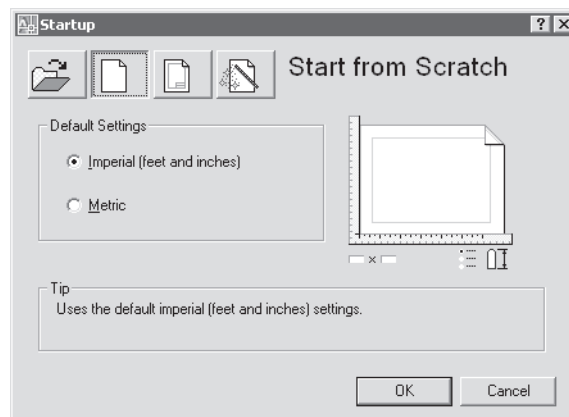 Startup
Start from Scratch
Default Settings
Imperial (feet and inches)
Metric
Tip
Uses the default imperial (feet and inches) settings.
OK
Cancel